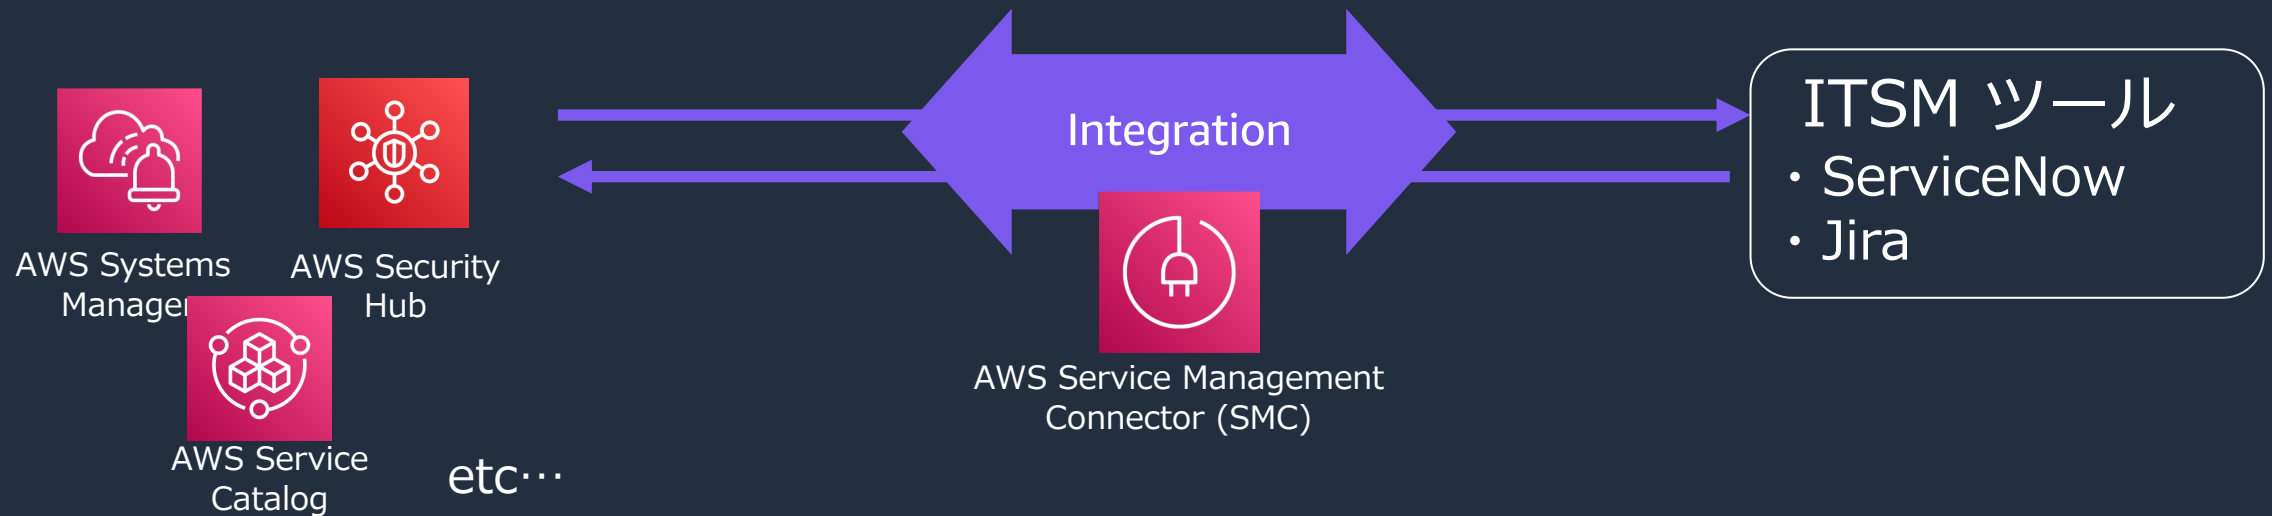 AWS Systems
Manager
AWS Security
Hub
AWS Service
Catalog
etc…
Integration
AWS Service Management
Connector (SMC)
ITSM ツール
・ServiceNow
・Jira